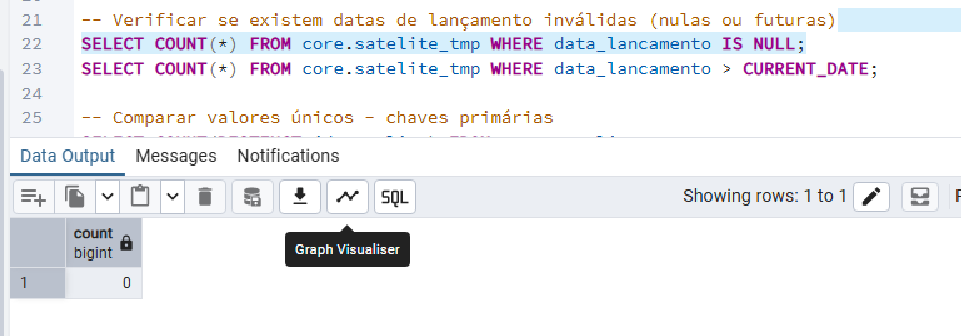 21 -- Verificar se existem datas de lançamento inválidas (nulas ou futuras)
22 SELECT COUNT(*) FROM core.satelite_tmp WHERE data_lancamento IS NULL;
23 SELECT COUNT(*) FROM core.satelite_tmp WHERE data_lancamento > CURRENT_DATE;
24
25 -- Comparar valores únicos - chaves primárias
Data Output Messages Notifications
SQL Showing rows: 1 to 1
count
bigint
Graph Visualiser
1 0